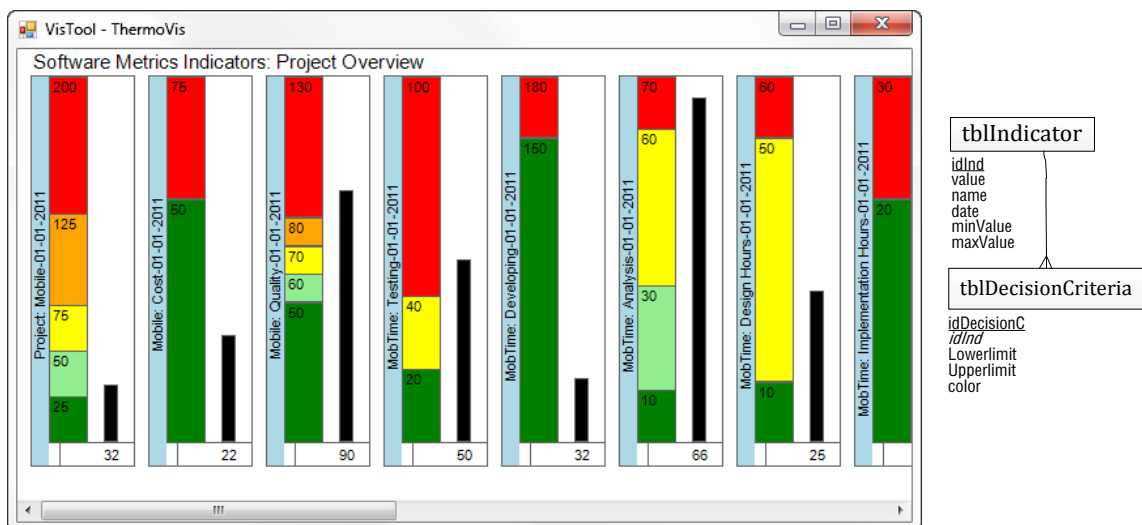 VisTool - ThermoVis
Software Metrics Indicators: Project Overview
Project: Mobile-01-01-2011
200
125
75
50
25
32
Mobile: Cost-01-01-2011
75
50
22
Mobile: Quality-01-01-2011
130
80
70
60
50
90
MobTime: Testing-01-01-2011
100
40
20
50
MobTime: Developing-01-01-2011
180
150
32
MobTime: Analysis-01-01-2011
70
60
30
10
66
MobTime: Design Hours-01-01-2011
60
50
10
25
MobTime: Implementation Hours-01-01-2011
30
20
tblIndicator
idInd
value
name
date
minValue
maxValue
tblDecisionCriteria
idDecisionC
idInd
Lowerlimit
Upperlimit
color